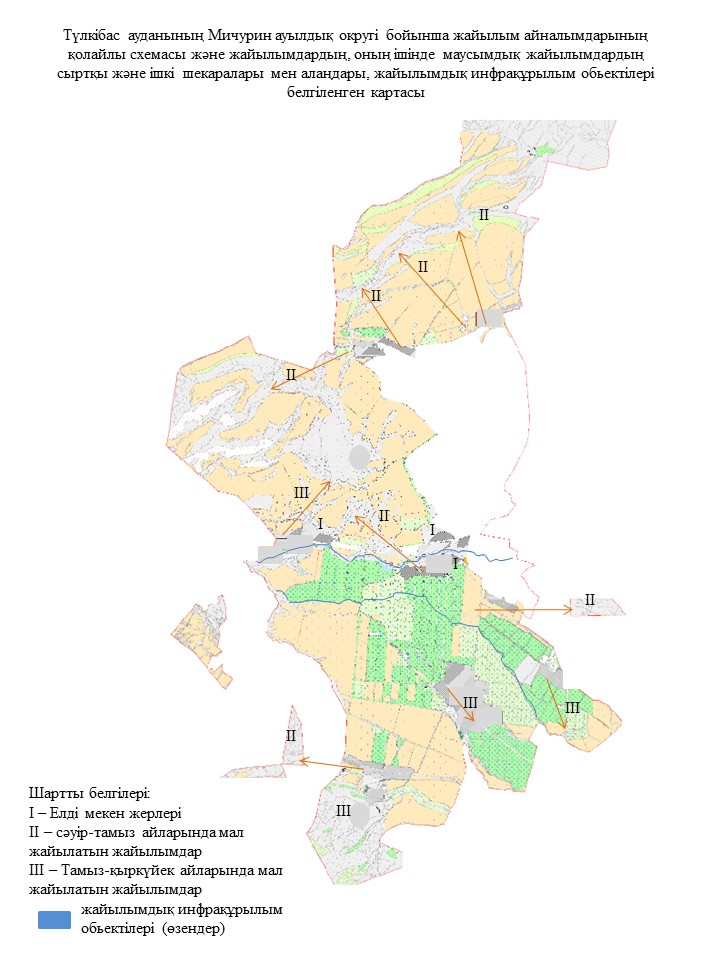 Түлкібас ауданының Мичурин ауылдық округі бойынша жайылым айналымдарының
қолайлы схемасы және жайылымдардың, оның ішінде маусымдық жайылымдардың
сыртқы және ішкі шекаралары мен алаңдары, жайылымдық инфрақұрылым обьектілері
белгіленген картасы
II
II
II
II
III
I
II
I
I
II
III
III
II
III
Шартты белгілері:
I – Елді мекен жерлері
II – сәуір-тамыз айларында мал
жайылатын жайылымдар
III – Тамыз-қыркүйек айларында мал
жайылатын жайылымдар
жайылымдық инфрақұрылым
обьектілері (өзендер)